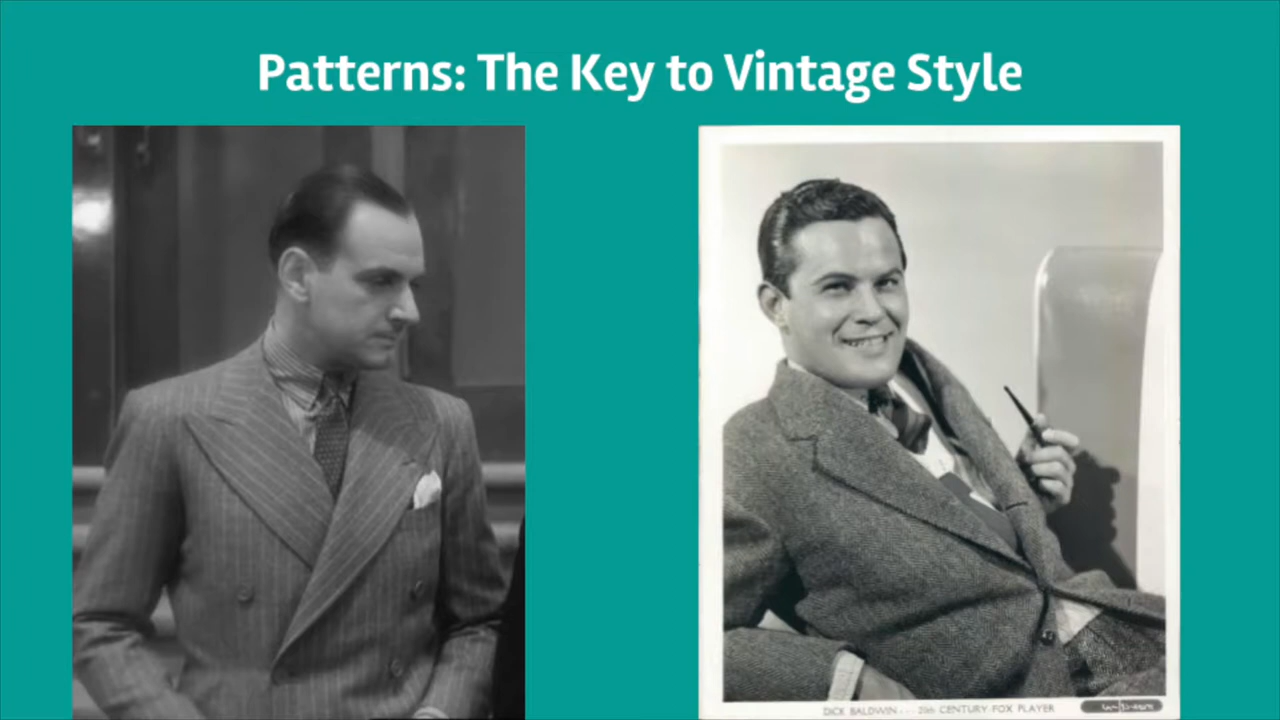 Patterns: The Key to Vintage Style
DICK BALDWIN --- 20th CENTURY-FOX PLAYER